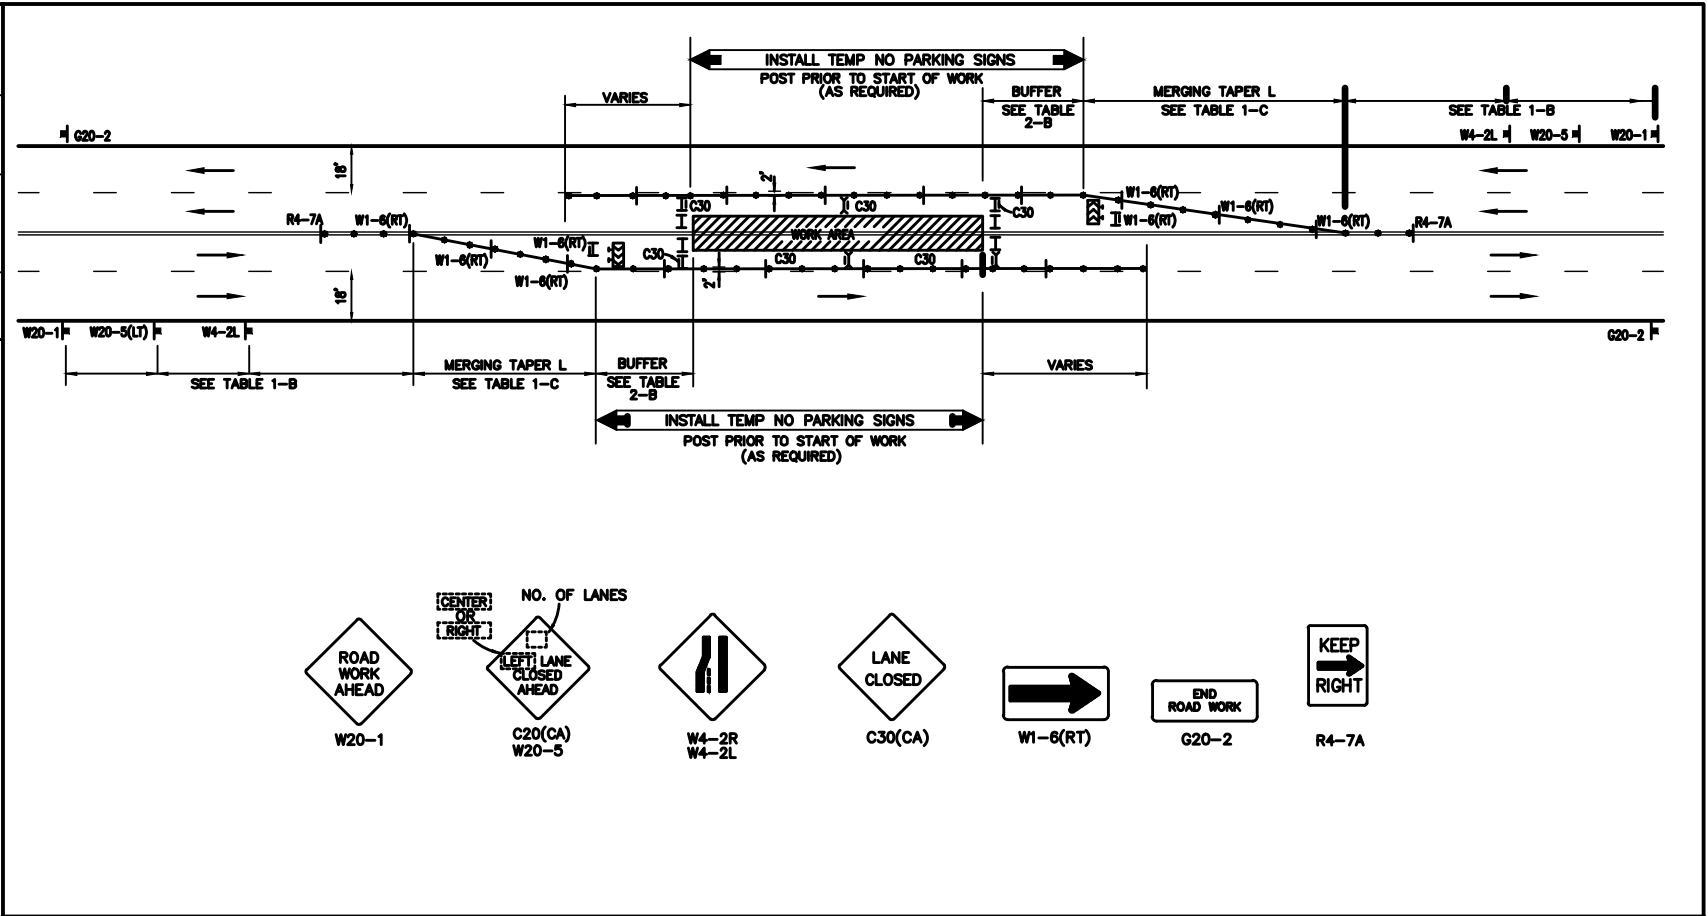 INSTALL TEMP NO PARKING SIGNS
POST PRIOR TO START OF WORK
(AS REQUIRED)
VARIES
BUFFER
SEE TABLE
2-B
MERGING TAPER L
SEE TABLE 1-C
SEE TABLE 1-B
G20-2
W4-2L
W20-5
W20-1
18'
2'
C30
C30
C30
W1-6(RT)
W1-6(RT)
W1-6(RT)
W1-6(RT)
R4-7A
R4-7A
W1-6(RT)
WORK AREA
W1-6(RT)
W1-6(RT)
W1-6(RT)
C30
C30
C30
18'
2'
W20-1
W20-5(LT)
W4-2L
G20-2
SEE TABLE 1-B
MERGING TAPER L
SEE TABLE 1-C
BUFFER
SEE TABLE
2-B
VARIES
INSTALL TEMP NO PARKING SIGNS
POST PRIOR TO START OF WORK
(AS REQUIRED)
ROAD
WORK
AHEAD
W20-1
CENTER
OR
RIGHT
NO. OF LANES
LEFT LANE
CLOSED
AHEAD
C20(CA)
W20-5
W4-2R
W4-2L
LANE
CLOSED
C30(CA)
W1-6(RT)
END
ROAD WORK
G20-2
KEEP
RIGHT
R4-7A